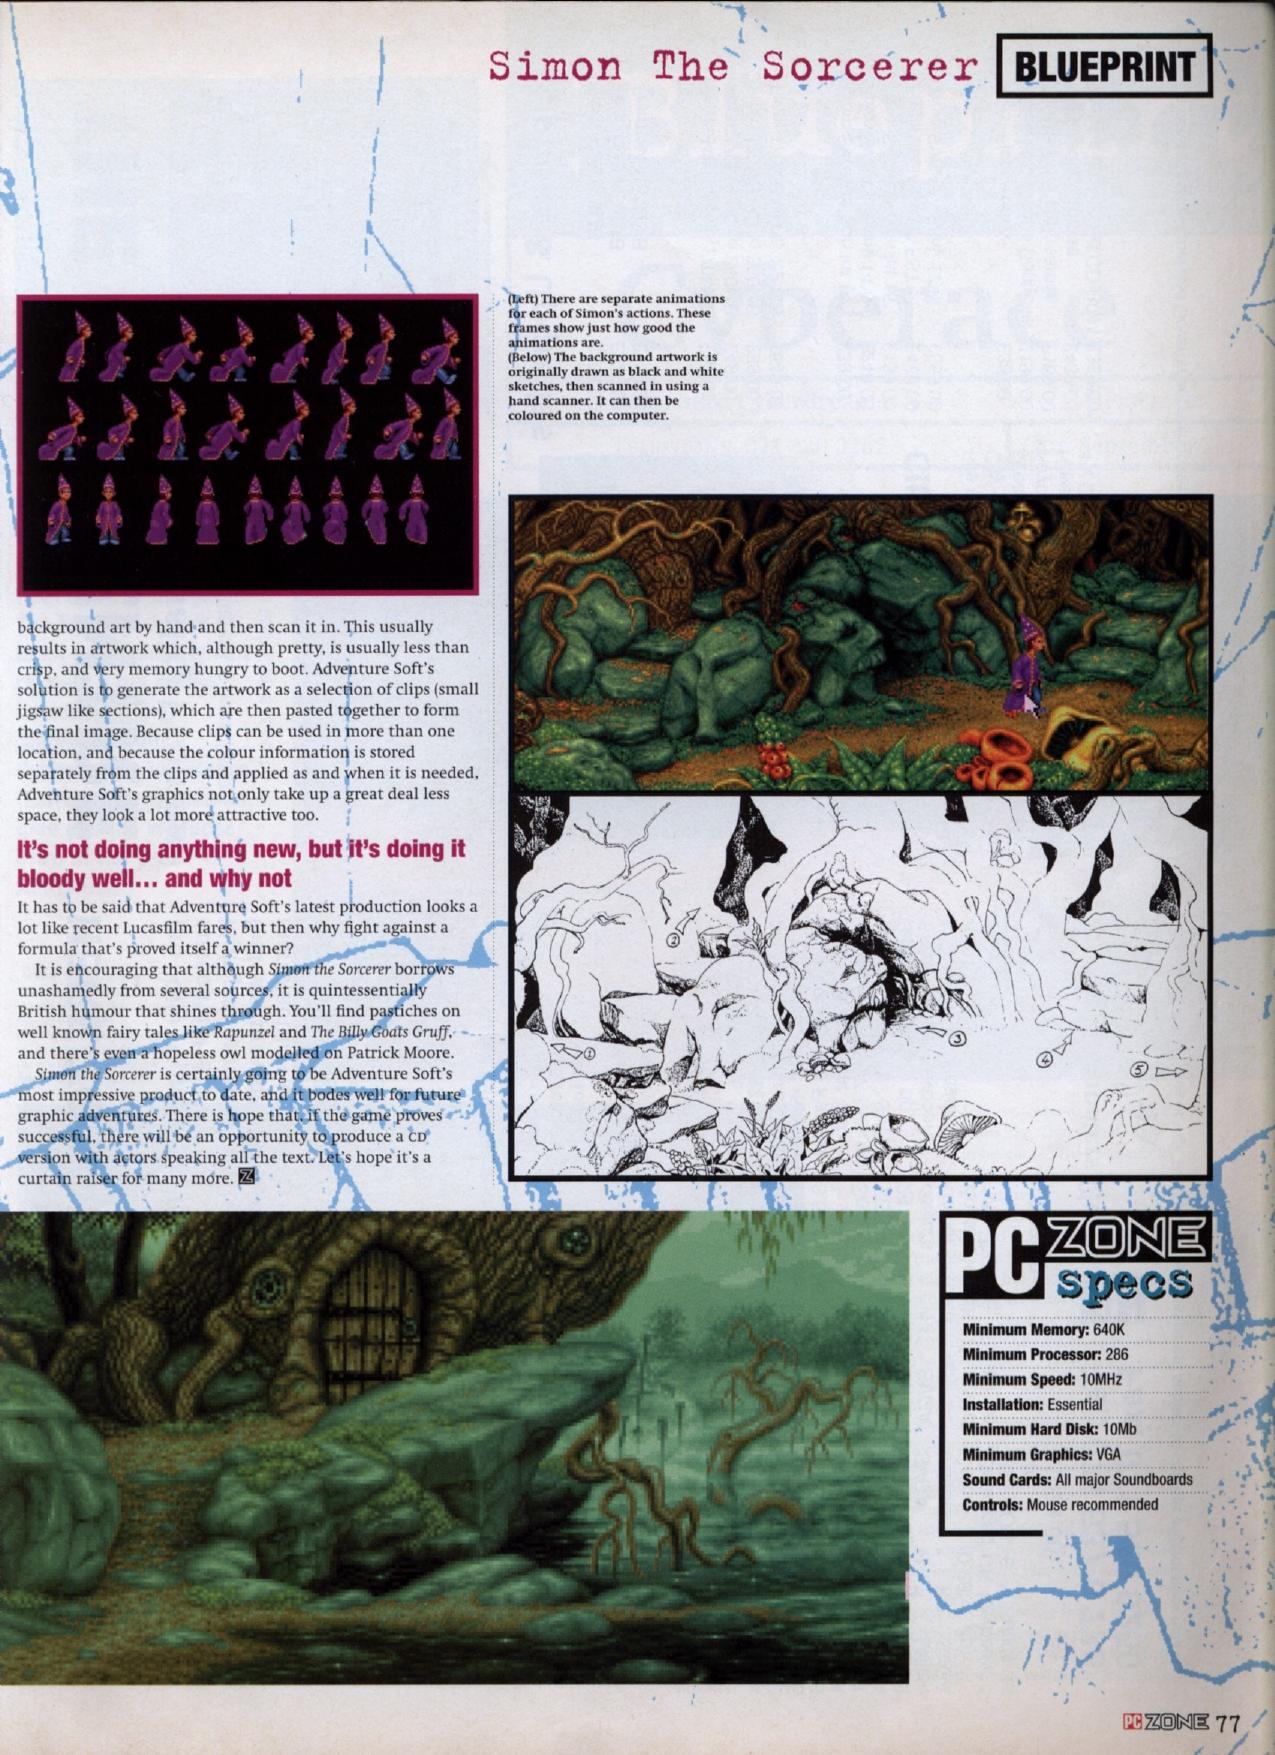 Simon The Sorcerer BLUEPRINT
(Left) There are separate animations
for each of Simon's actions. These
frames show just how good the
animations are.
(Below) The background artwork is
originally drawn as black and white
sketches, then scanned in using a
hand scanner. It can then be
coloured on the computer.
background art by hand and then scan it in. This usually
results in artwork which, although pretty, is usually less than
crisp, and very memory hungry to boot. Adventure Soft's
solution is to generate the artwork as a selection of clips (small
jigsaw like sections), which are then pasted together to form
the final image. Because clips can be used in more than one
location, and because the colour information is stored
separately from the clips and applied as and when it is needed,
Adventure Soft's graphics not only take up a great deal less
space, they look a lot more attractive too.
It's not doing anything new, but it's doing it
bloody well... and why not
It has to be said that Adventure Soft's latest production looks a
lot like recent Lucasfilm fares, but then why fight against a
formula that's proved itself a winner?
It is encouraging that although Simon the Sorcerer borrows
unashamedly from several sources, it is quintessentially
British humour that shines through. You'll find pastiches on
well known fairy tales like Rapunzel and The Billy Goats Gruff,
and there's even a hopeless owl modelled on Patrick Moore.
Simon the Sorcerer is certainly going to be Adventure Soft's
most impressive product to date, and it bodes well for future
graphic adventures. There is hope that, if the game proves
successful, there will be an opportunity to produce a CD
version with actors speaking all the text. Let's hope it's a
curtain raiser for many more. Z
1
2
3
4
5
PC ZONE
specs
Minimum Memory: 640K
Minimum Processor: 286
Minimum Speed: 10MHz
Installation: Essential
Minimum Hard Disk: 10Mb
Minimum Graphics: VGA
Sound Cards: All major Soundboards
Controls: Mouse recommended
PC ZONE 77